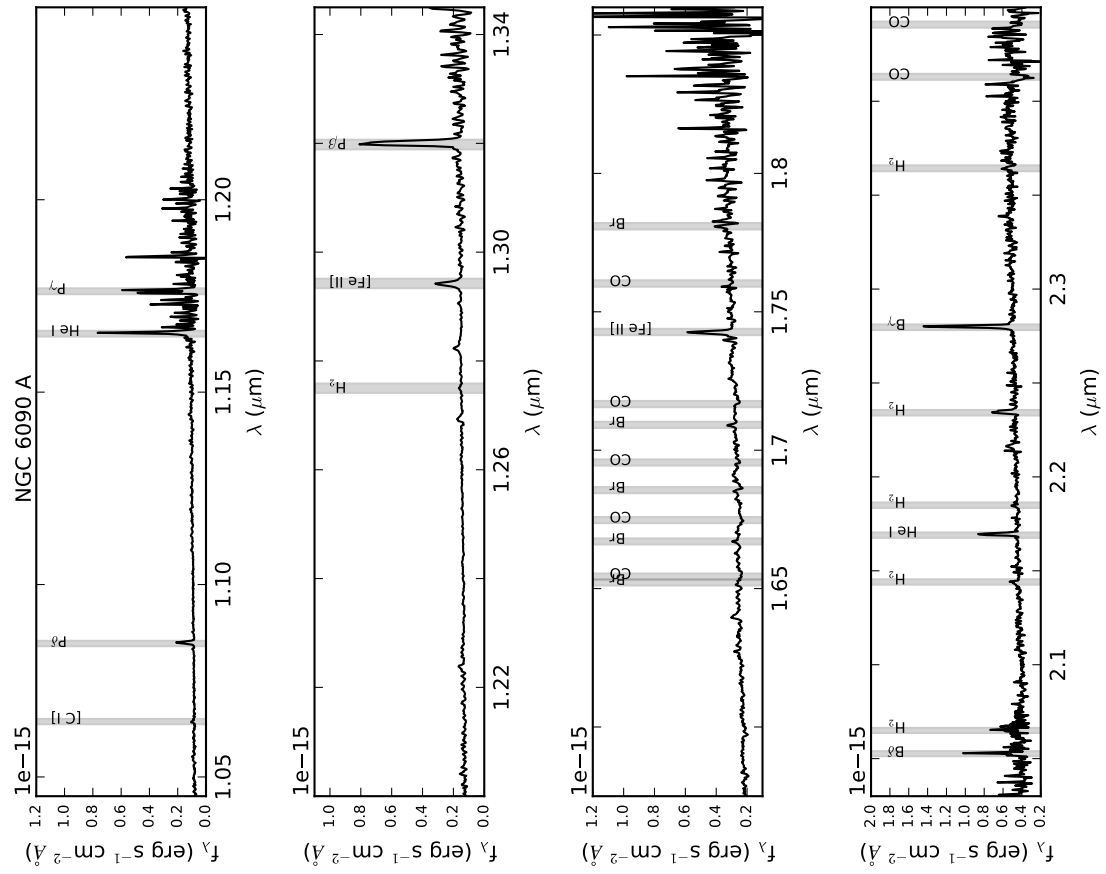 NGC 6090 A
1e−15
f_λ (erg s⁻¹ cm⁻² Å)
1.2
1.0
0.8
0.6
0.4
0.2
0.0
[C I]
Pδ
He I
Pγ
1.05
1.10
1.15
1.20
λ (μm)
1e−15
f_λ (erg s⁻¹ cm⁻² Å)
1.0
0.8
0.6
0.4
0.2
0.0
H₂
[Fe II]
Pβ
1.22
1.26
1.30
1.34
λ (μm)
1e−15
f_λ (erg s⁻¹ cm⁻² Å)
1.0
0.8
0.6
0.4
0.2
Br
CO
Br
CO
Br
CO
Br
CO
[Fe II]
CO
Br
1.65
1.7
1.75
1.8
λ (μm)
1e−15
f_λ (erg s⁻¹ cm⁻² Å)
2.0
1.8
1.6
1.4
1.2
1.0
0.8
0.6
0.4
0.2
Bδ
H₂
H₂
He I
H₂
H₂
Bγ
H₂
CO
CO
2.1
2.2
2.3
λ (μm)